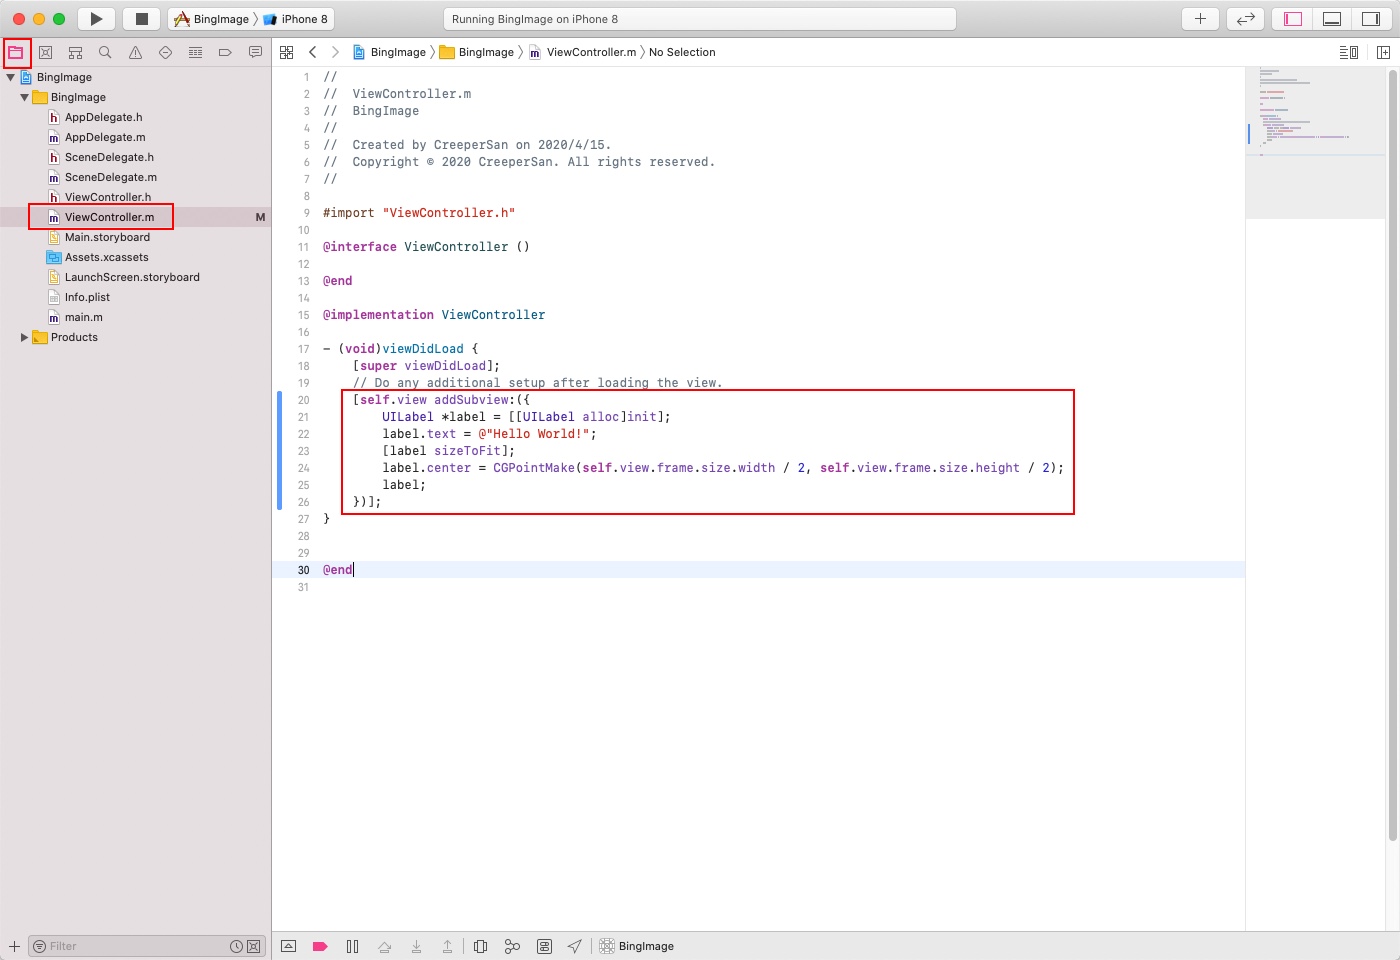 BingImage
iPhone 8
Running BingImage on iPhone 8
BingImage
BingImage
ViewController.m
No Selection
BingImage
BingImage
AppDelegate.h
AppDelegate.m
SceneDelegate.h
SceneDelegate.m
ViewController.h
ViewController.m
M
Main.storyboard
Assets.xcassets
LaunchScreen.storyboard
Info.plist
main.m
Products
1 //
2 // ViewController.m
3 // BingImage
4 //
5 // Created by CreeperSan on 2020/4/15.
6 // Copyright © 2020 CreeperSan. All rights reserved.
7 //
8
9 #import "ViewController.h"
10
11 @interface ViewController ()
12
13 @end
14
15 @implementation ViewController
16
17 - (void)viewDidLoad {
18 [super viewDidLoad];
19 // Do any additional setup after loading the view.
20 [self.view addSubview:({
21 UILabel *label = [[UILabel alloc]init];
22 label.text = @"Hello World!";
23 [label sizeToFit];
24 label.center = CGPointMake(self.view.frame.size.width / 2, self.view.frame.size.height / 2);
25 label;
26 })];
27 }
28
29
30 @end
31
Filter
BingImage